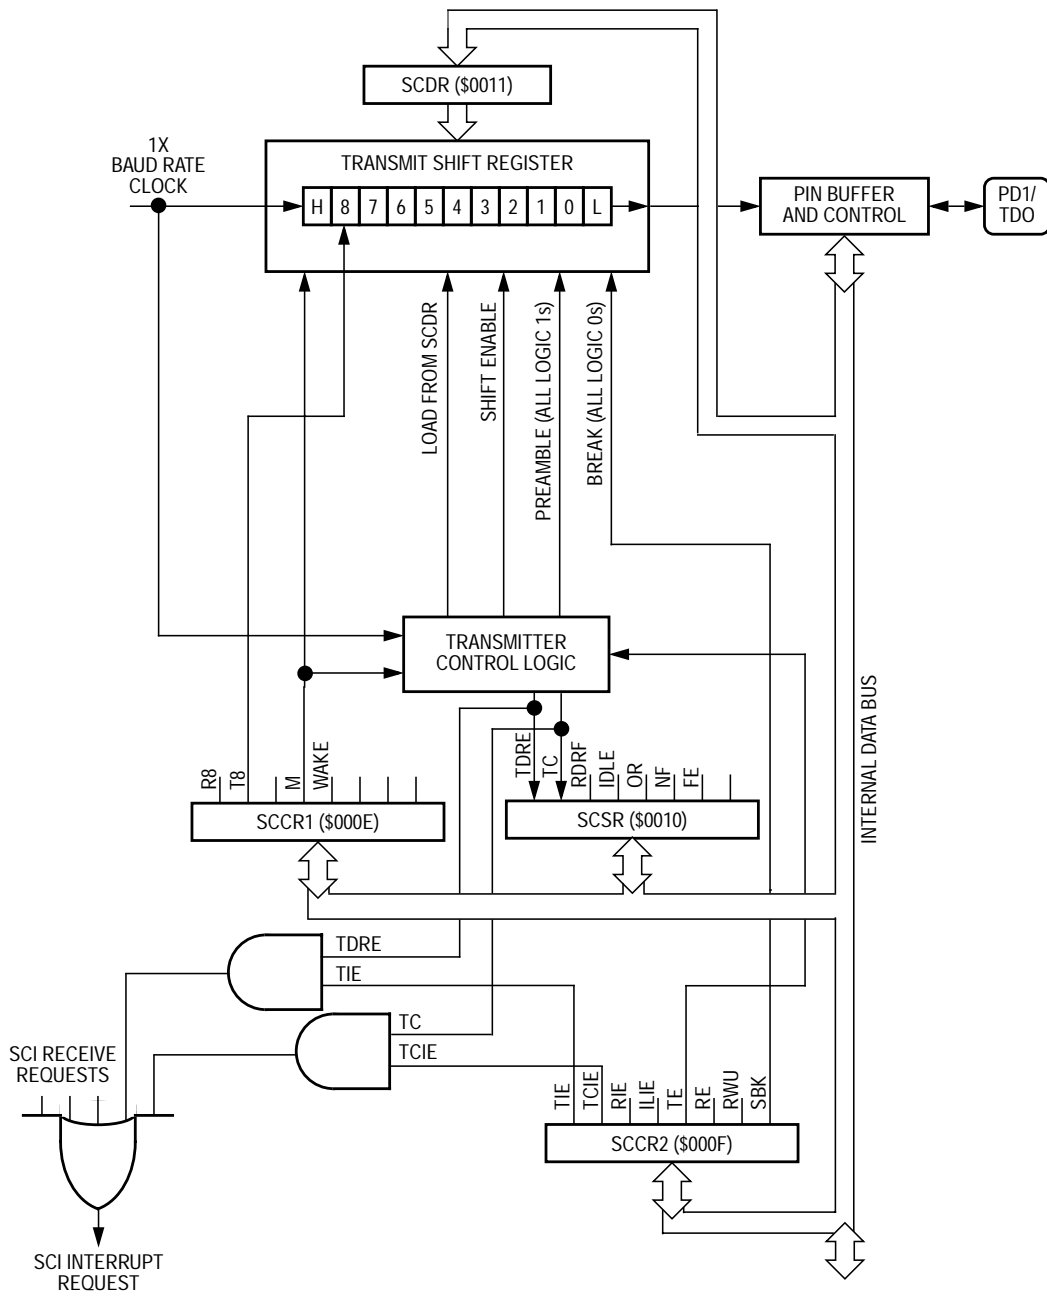 SCDR ($0011)
1X
BAUD RATE
CLOCK
TRANSMIT SHIFT REGISTER
H 8 7 6 5 4 3 2 1 0 L
PIN BUFFER
AND CONTROL
PD1/
TDO
LOAD FROM SCDR
SHIFT ENABLE
PREAMBLE (ALL LOGIC 1s)
BREAK (ALL LOGIC 0s)
TRANSMITTER
CONTROL LOGIC
INTERNAL DATA BUS
R8
T8
M
WAKE
SCCR1 ($000E)
TDRE
TC
RDRF
IDLE
OR
NF
FE
SCSR ($0010)
TDRE
TIE
TC
TCIE
SCI RECEIVE
REQUESTS
TIE
TCIE
RIE
ILIE
TE
RE
RWU
SBK
SCCR2 ($000F)
SCI INTERRUPT
REQUEST